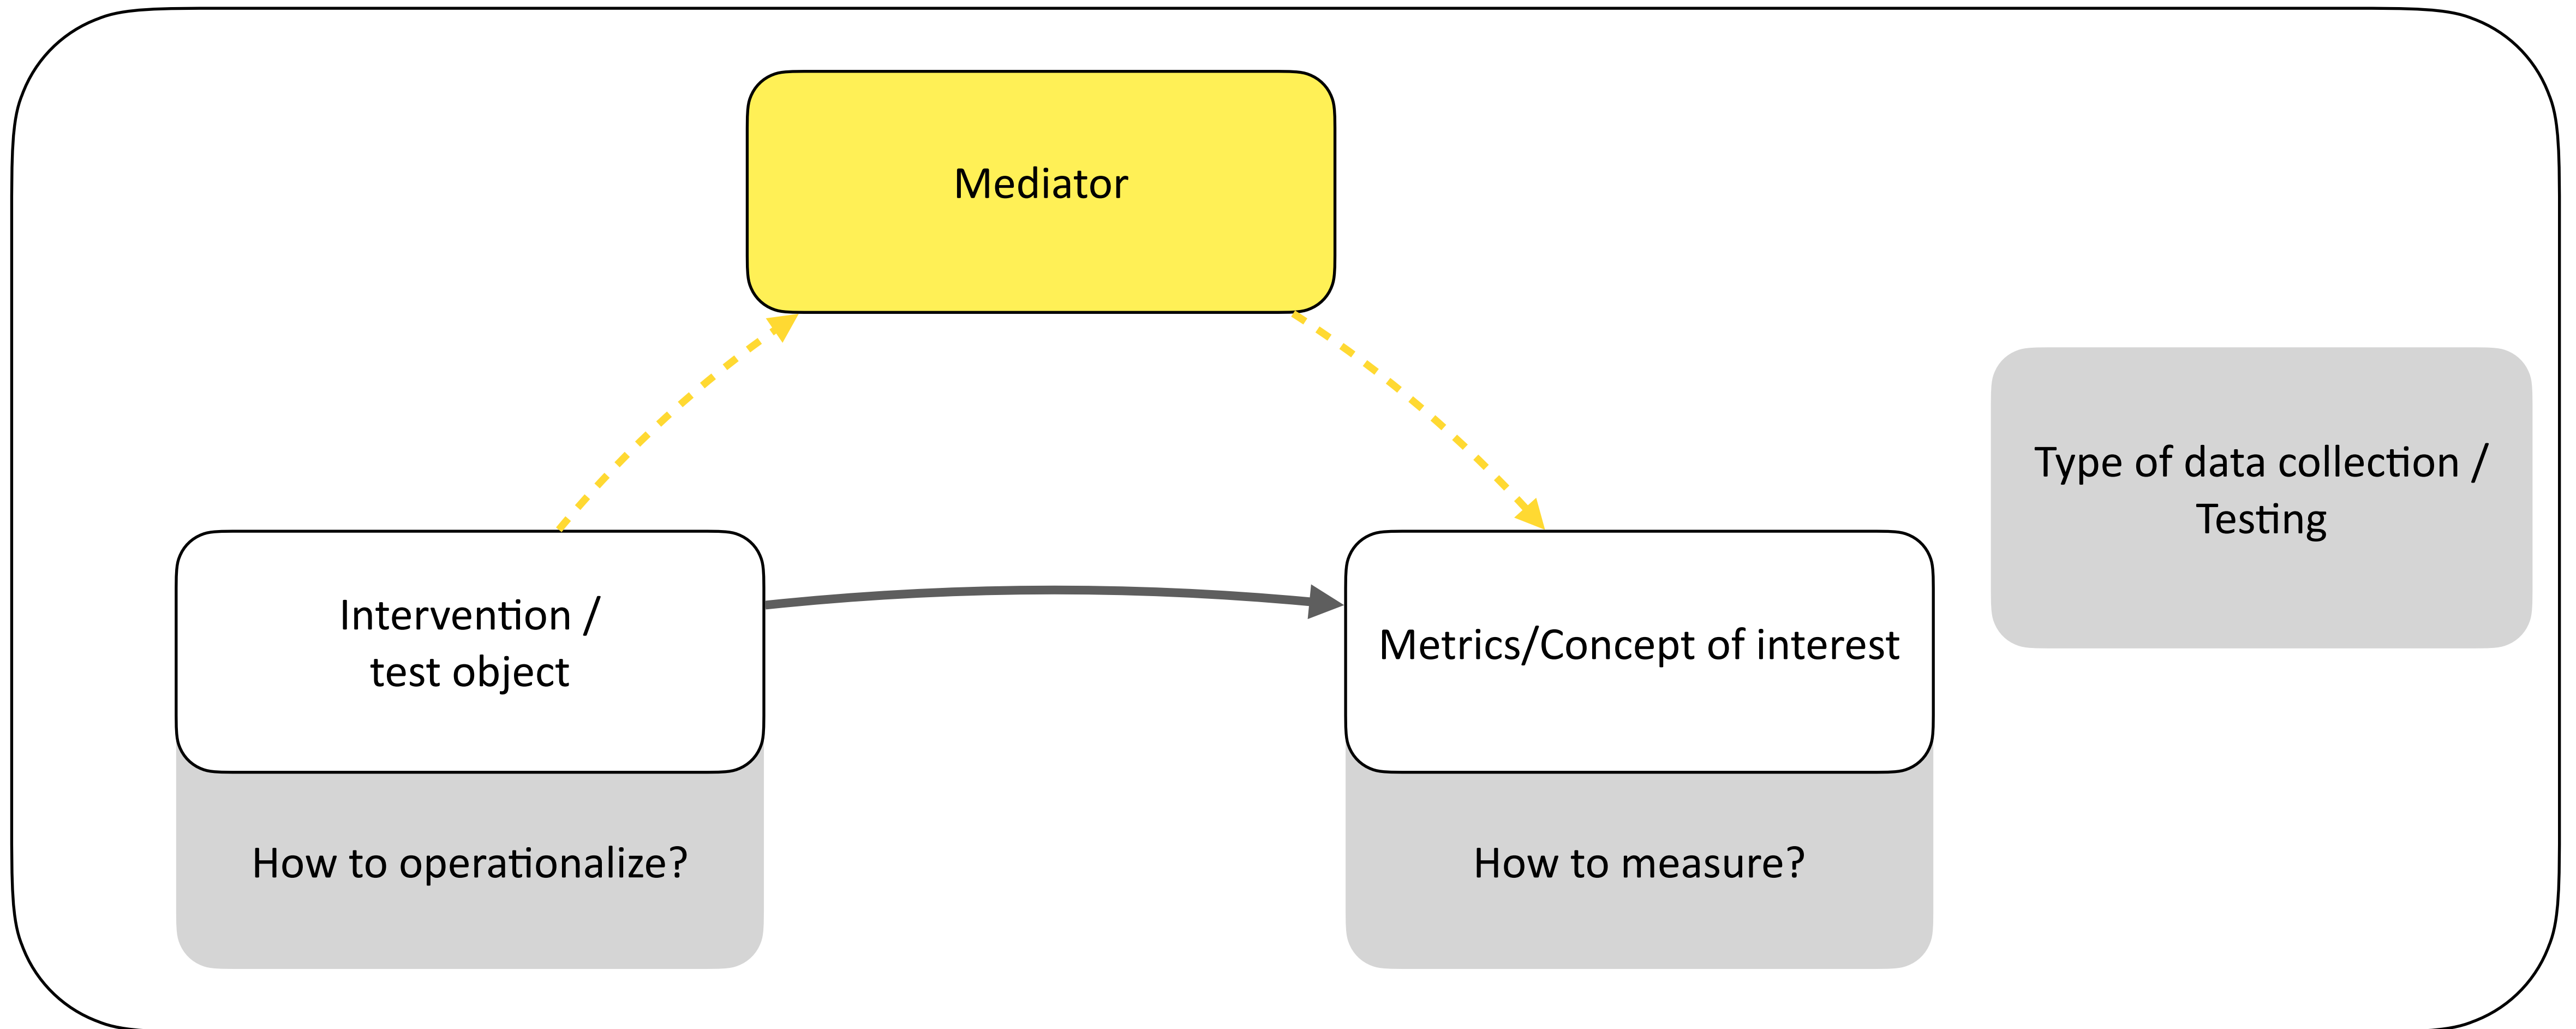 Mediator
Type of data collection /
Testing
Intervention /
test object
Metrics/Concept of interest
How to operationalize?
How to measure?